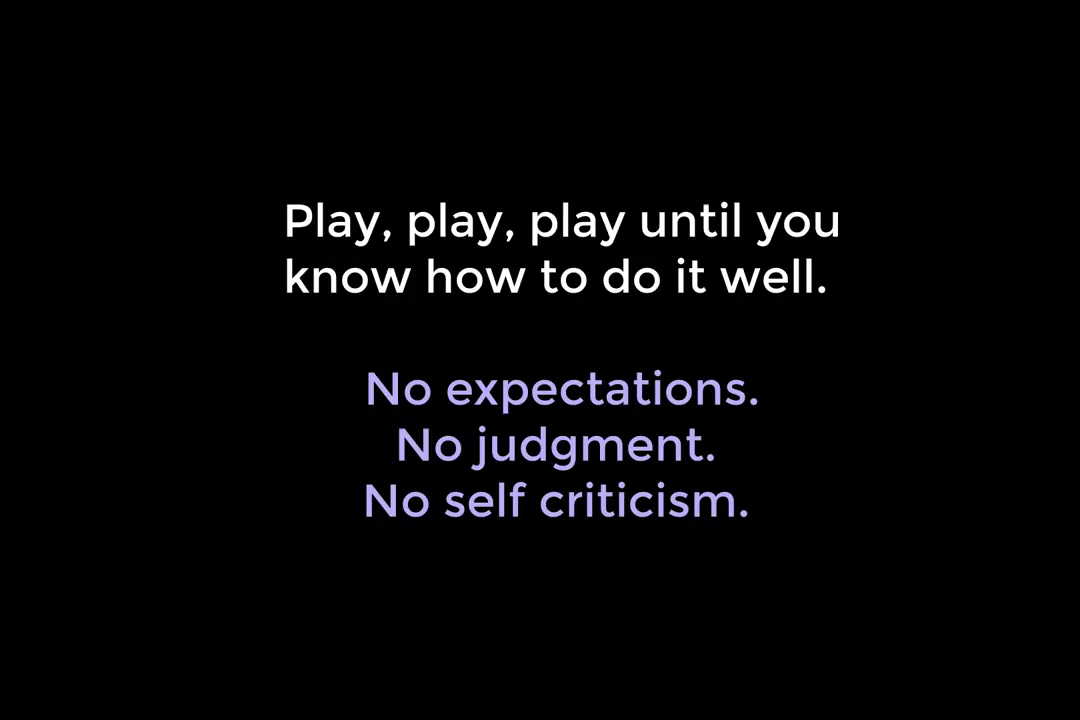 Play, play, play until you
know how to do it well.
No expectations.
No judgment.
No self criticism.